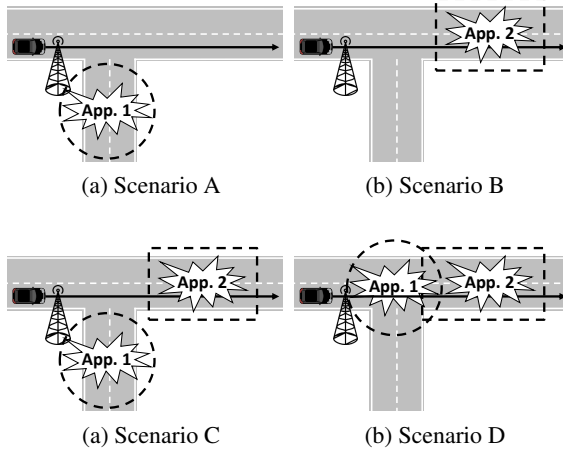 App. 1
App. 2
(a) Scenario A
(b) Scenario B
App. 2
App. 1
App. 1
App. 2
(a) Scenario C
(b) Scenario D